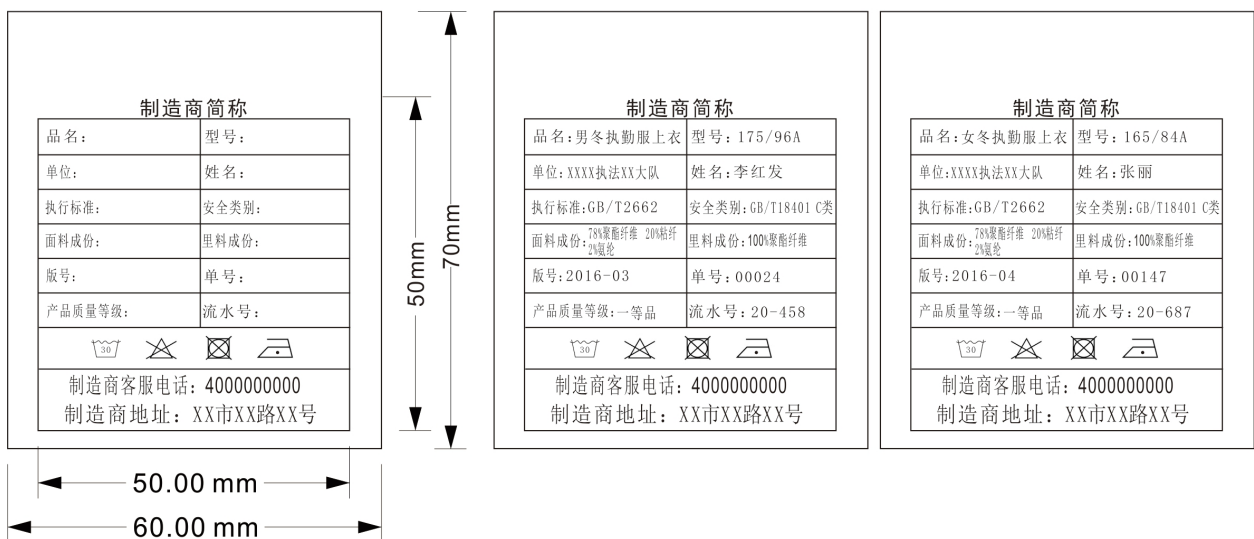 制造商简称
品名: 型号:
单位: 姓名:
执行标准: 安全类别:
面料成份: 里料成份:
版号: 单号:
产品质量等级: 流水号:
30
制造商客服电话: 4000000000
制造商地址: XX市XX路XX号
50.00 mm
60.00 mm
50mm
70mm
制造商简称
品名:男冬执勤服上衣 型号: 175/96A
单位:XXXX执法XX大队 姓名:李红发
执行标准:GB/T2662 安全类别:GB/T18401 C类
面料成份:78%聚酯纤维 20%粘纤 2%氨纶 里料成份:100%聚酯纤维
版号:2016-03 单号:00024
产品质量等级:一等品 流水号:20-458
30
制造商客服电话: 4000000000
制造商地址: XX市XX路XX号
制造商简称
品名:女冬执勤服上衣 型号: 165/84A
单位:XXXX执法XX大队 姓名:张丽
执行标准:GB/T2662 安全类别:GB/T18401 C类
面料成份:78%聚酯纤维 20%粘纤 2%氨纶 里料成份:100%聚酯纤维
版号:2016-04 单号:00147
产品质量等级:一等品 流水号:20-687
30
制造商客服电话: 4000000000
制造商地址: XX市XX路XX号